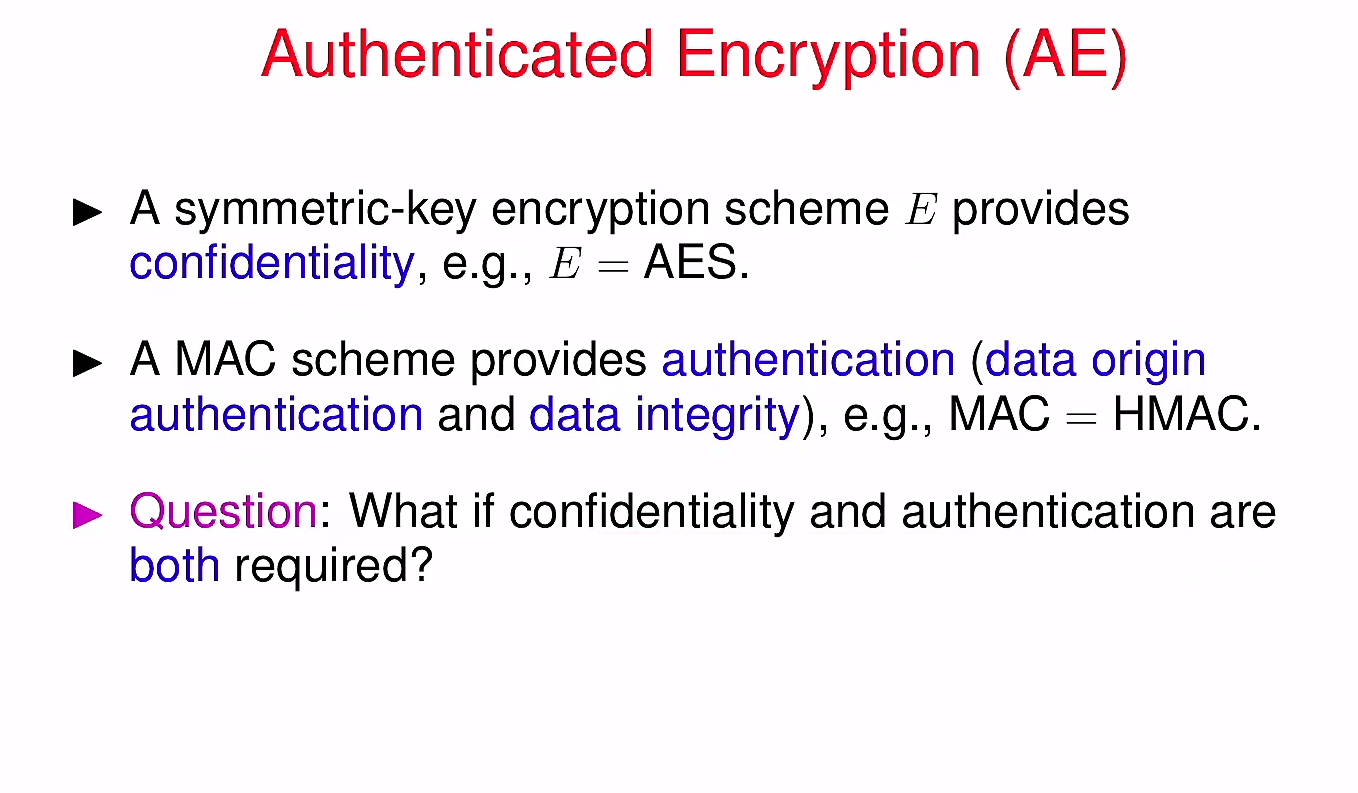 Authenticated Encryption (AE)
▶ A symmetric-key encryption scheme E provides
confidentiality, e.g., E = AES.
▶ A MAC scheme provides authentication (data origin
authentication and data integrity), e.g., MAC = HMAC.
▶ Question: What if confidentiality and authentication are
both required?